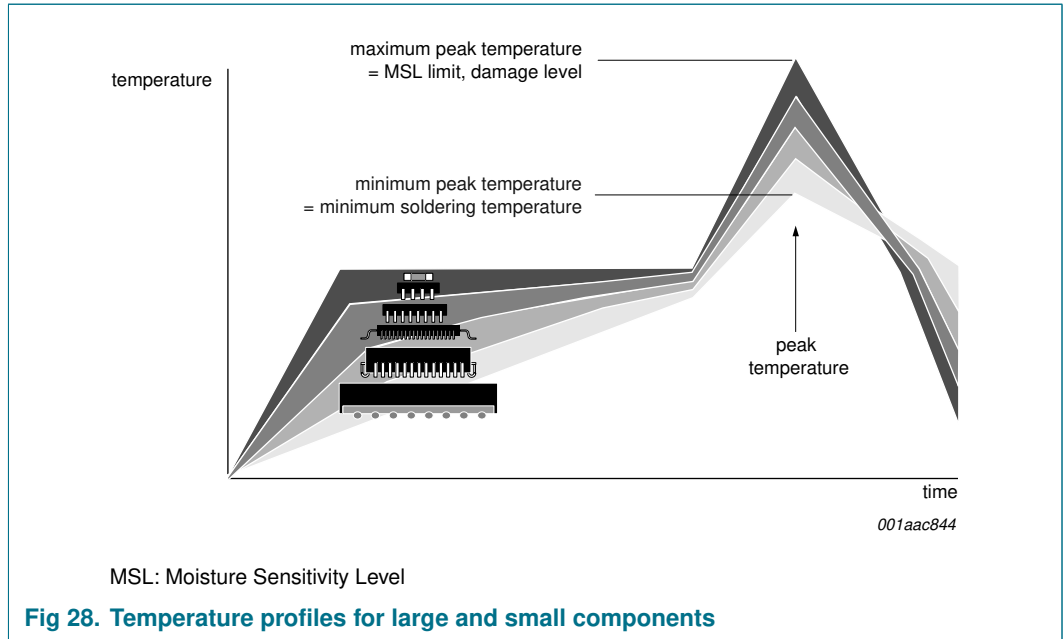 maximum peak temperature
= MSL limit, damage level
temperature
minimum peak temperature
= minimum soldering temperature
peak
temperature
time
001aac844
MSL: Moisture Sensitivity Level
Fig 28. Temperature profiles for large and small components